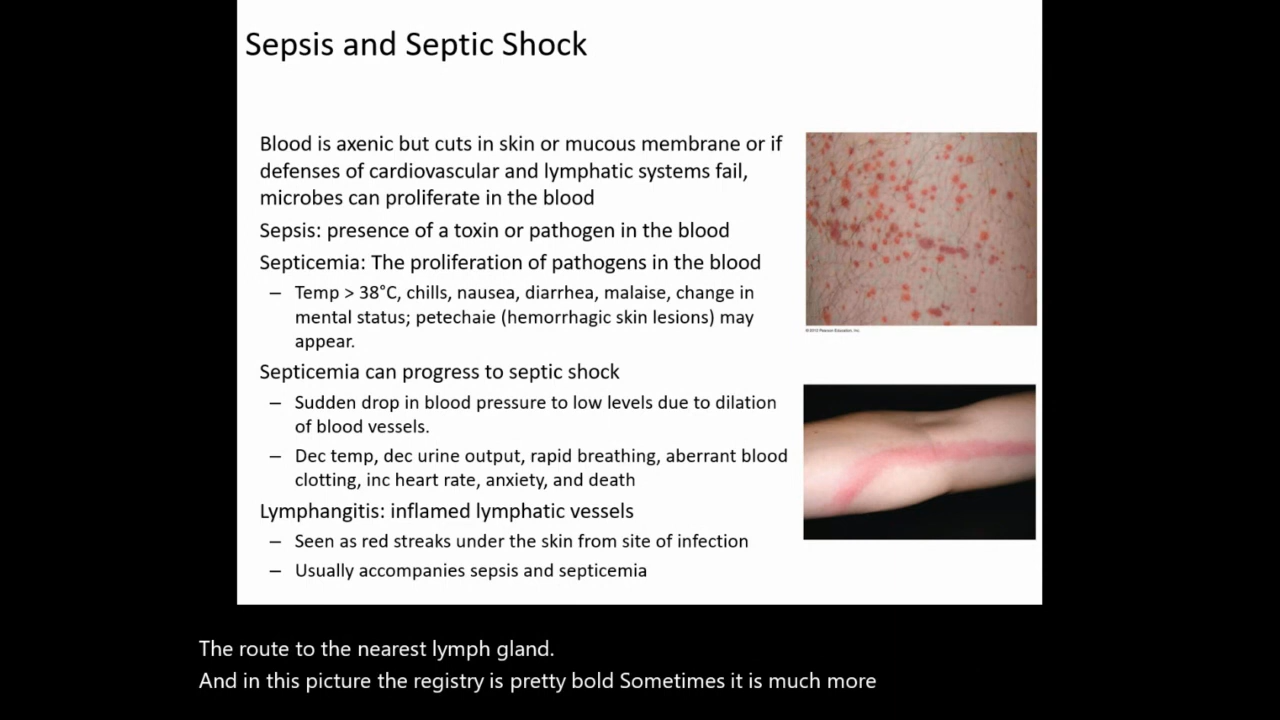 Sepsis and Septic Shock
Blood is axenic but cuts in skin or mucous membrane or if
defenses of cardiovascular and lymphatic systems fail,
microbes can proliferate in the blood
Sepsis: presence of a toxin or pathogen in the blood
Septicemia: The proliferation of pathogens in the blood
– Temp > 38°C, chills, nausea, diarrhea, malaise, change in
mental status; petechaie (hemorrhagic skin lesions) may
appear.
Septicemia can progress to septic shock
– Sudden drop in blood pressure to low levels due to dilation
of blood vessels.
– Dec temp, dec urine output, rapid breathing, aberrant blood
clotting, inc heart rate, anxiety, and death
Lymphangitis: inflamed lymphatic vessels
– Seen as red streaks under the skin from site of infection
– Usually accompanies sepsis and septicemia
Pearson Education, Inc.
The route to the nearest lymph gland.
And in this picture the registry is pretty bold Sometimes it is much more